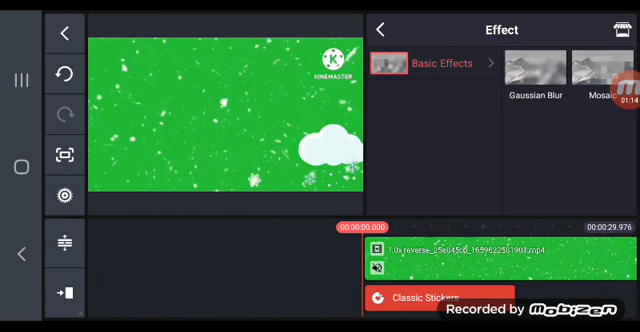 Effect
KINEMASTER
Basic Effects
Gaussian Blur
Mosaic
01:14
00:00:00.000
00:00:29.976
1.0x reverse_25e845cb_1659622581901.mp4
Classic Stickers
Recorded by MOBIZEN